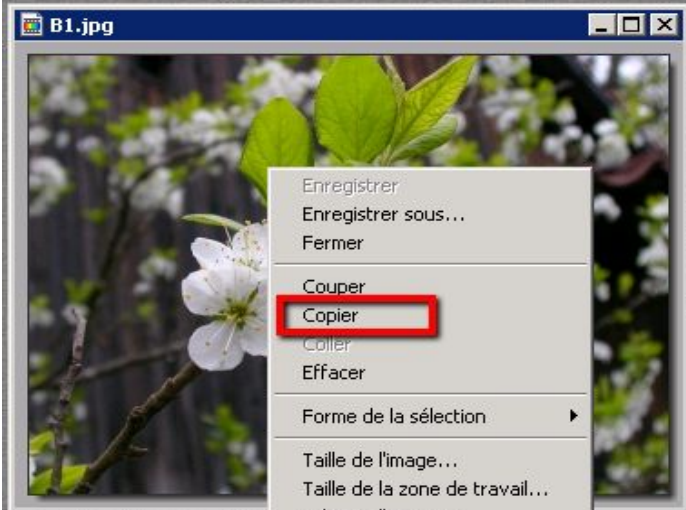 B1.jpg
Enregistrer
Enregistrer sous...
Fermer
Couper
Copier
Coller
Effacer
Forme de la sélection
Taille de l'image...
Taille de la zone de travail...